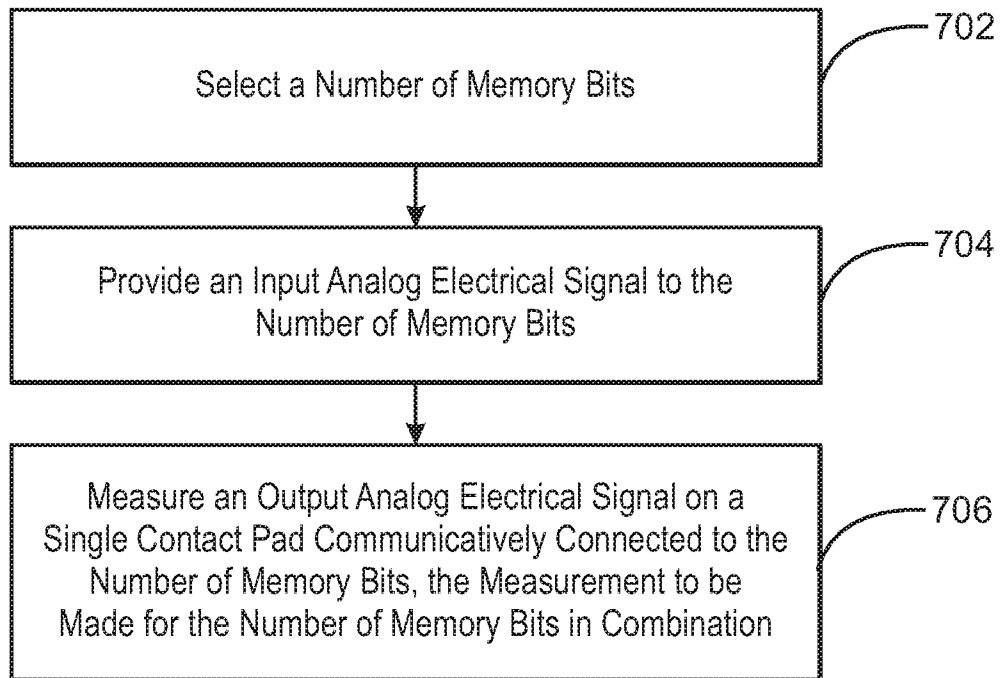 702
Select a Number of Memory Bits
704
Provide an Input Analog Electrical Signal to the
Number of Memory Bits
706
Measure an Output Analog Electrical Signal on a
Single Contact Pad Communicatively Connected to the
Number of Memory Bits, the Measurement to be
Made for the Number of Memory Bits in Combination